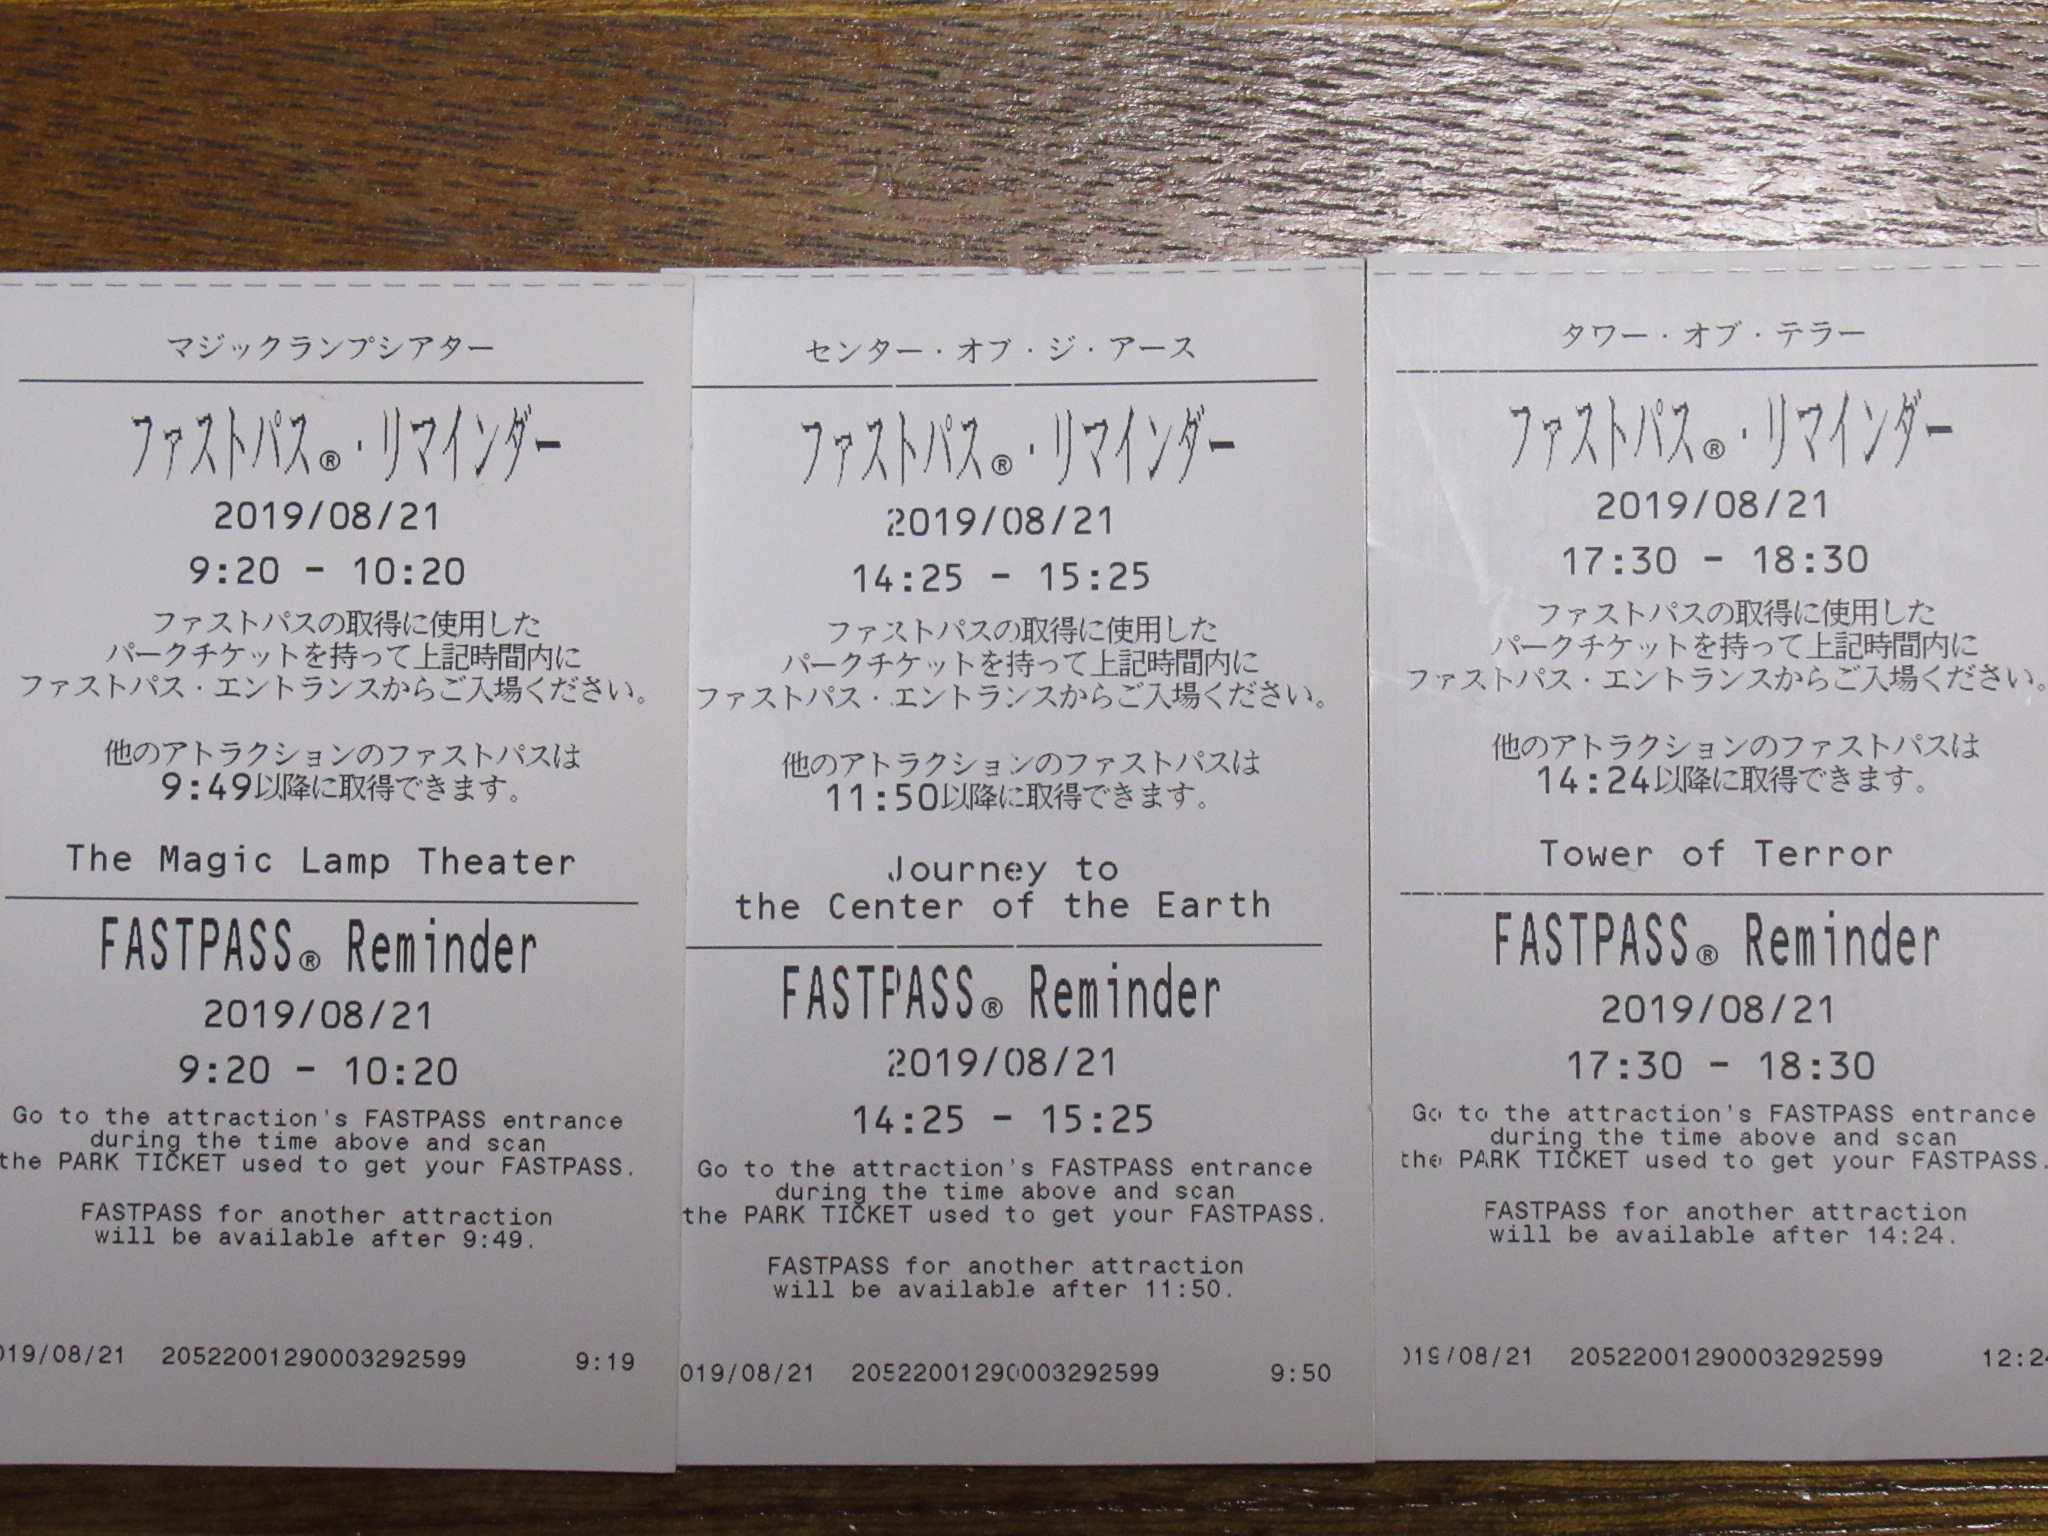 マジックランプシアター
ファストパス®・リマインダー
2019/08/21
9:20 - 10:20
ファストパスの取得に使用した
パークチケットを持って上記時間内に
ファストパス・エントランスからご入場ください。
他のアトラクションのファストパスは
9:49以降に取得できます。
The Magic Lamp Theater
FASTPASS® Reminder
2019/08/21
9:20 - 10:20
Go to the attraction's FASTPASS entrance
during the time above and scan
the PARK TICKET used to get your FASTPASS.
FASTPASS for another attraction
will be available after 9:49.
019/08/21 20522001290003292599 9:19
センター・オブ・ジ・アース
ファストパス®・リマインダー
2019/08/21
14:25 - 15:25
ファストパスの取得に使用した
パークチケットを持って上記時間内に
ファストパス・エントランスからご入場ください。
他のアトラクションのファストパスは
11:50以降に取得できます。
Journey to
the Center of the Earth
FASTPASS® Reminder
2019/08/21
14:25 - 15:25
Go to the attraction's FASTPASS entrance
during the time above and scan
the PARK TICKET used to get your FASTPASS.
FASTPASS for another attraction
will be available after 11:50.
019/08/21 20522001290003292599 9:50
タワー・オブ・テラー
ファストパス®・リマインダー
2019/08/21
17:30 - 18:30
ファストパスの取得に使用した
パークチケットを持って上記時間内に
ファストパス・エントランスからご入場ください。
他のアトラクションのファストパスは
14:24以降に取得できます。
Tower of Terror
FASTPASS® Reminder
2019/08/21
17:30 - 18:30
Go to the attraction's FASTPASS entrance
during the time above and scan
the PARK TICKET used to get your FASTPASS.
FASTPASS for another attraction
will be available after 14:24.
019/08/21 20522001290003292599 12:24